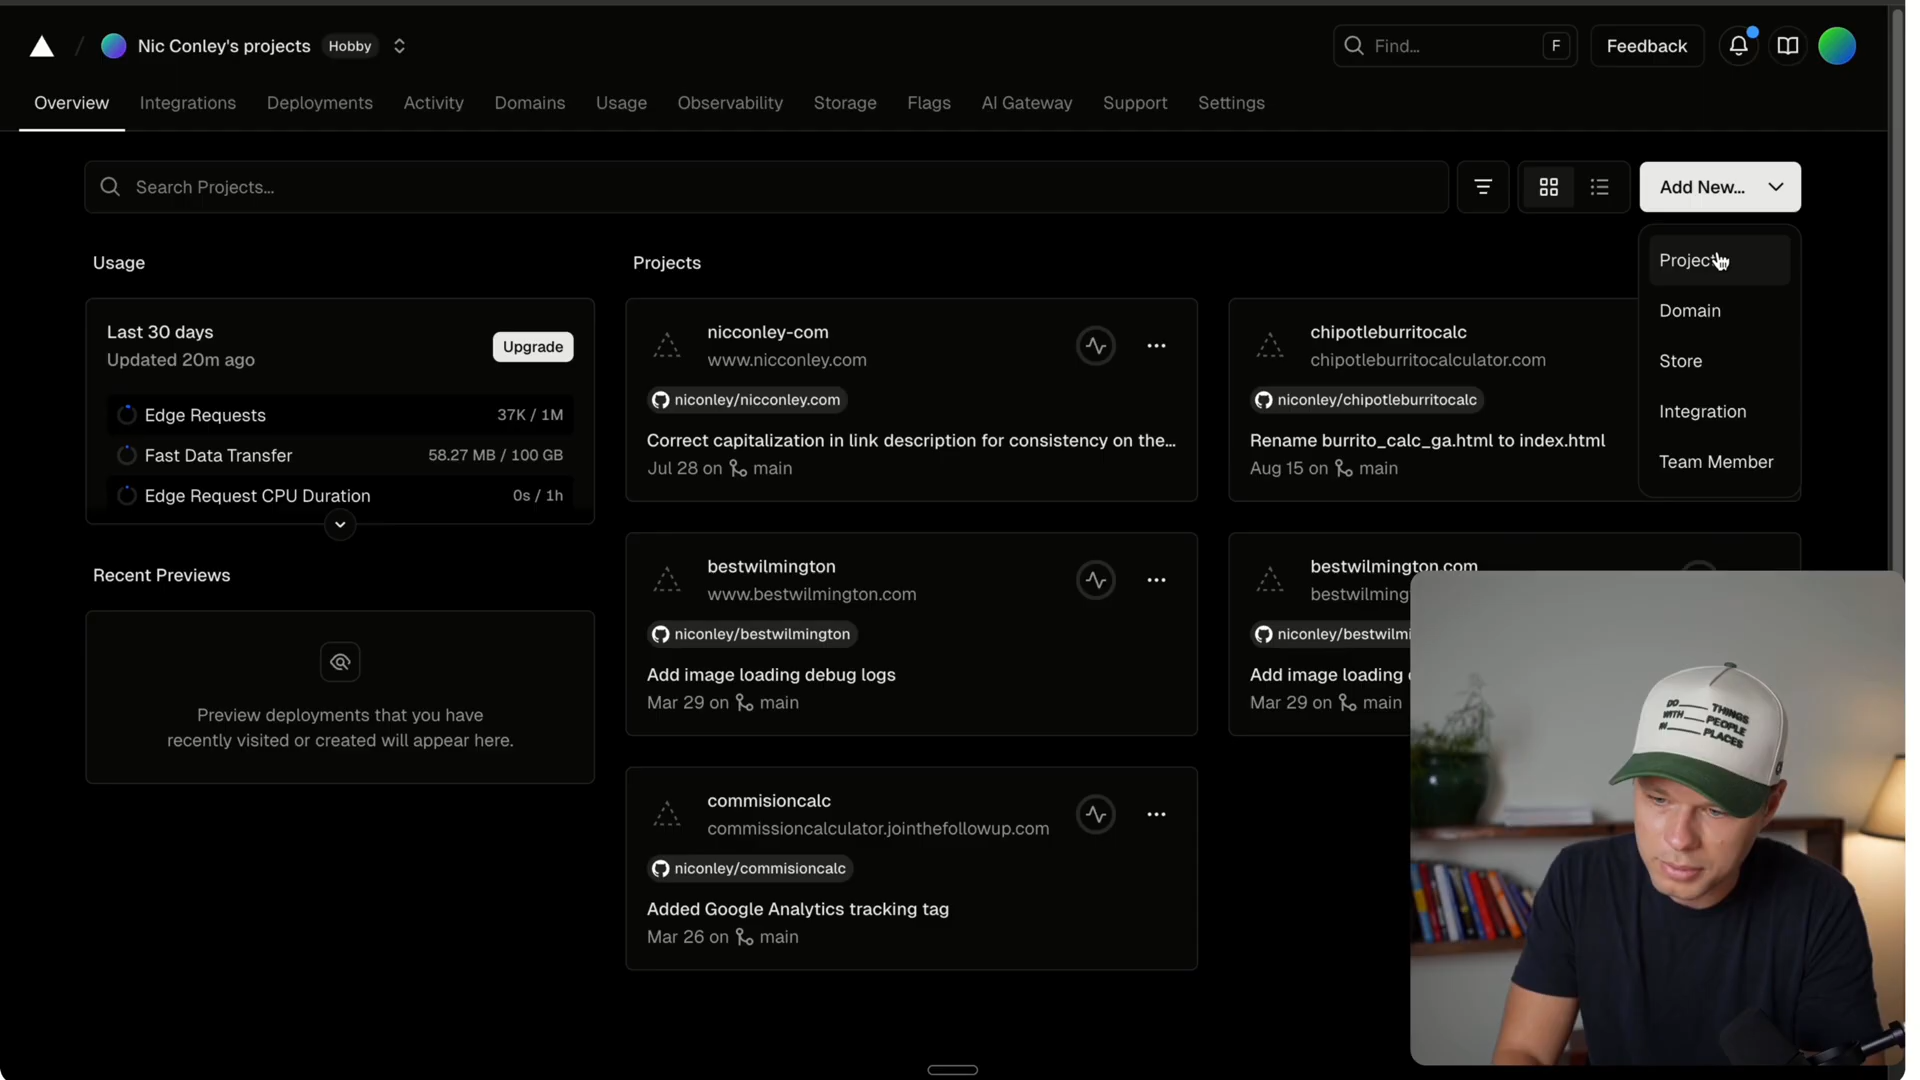 Nic Conley's projects Hobby
Find... F
Feedback
Overview Integrations Deployments Activity Domains Usage Observability Storage Flags AI Gateway Support Settings
Search Projects...
Add New...
Project
Domain
Store
Integration
Team Member
Usage
Last 30 days
Updated 20m ago
Upgrade
Edge Requests 37K / 1M
Fast Data Transfer 58.27 MB / 100 GB
Edge Request CPU Duration 0s / 1h
Recent Previews
Preview deployments that you have
recently visited or created will appear here.
Projects
nicconley-com
www.nicconley.com
niconley/nicconley.com
Correct capitalization in link description for consistency on the...
Jul 28 on main
chipotleburritocalc
chipotleburritocalculator.com
niconley/chipotleburritocalc
Rename burrito_calc_ga.html to index.html
Aug 15 on main
bestwilmington
www.bestwilmington.com
niconley/bestwilmington
Add image loading debug logs
Mar 29 on main
bestwilmington.com
bestwilming
niconley/bestwilmi
Add image loading
Mar 29 on main
commisioncalc
commissioncalculator.jointhefollowup.com
niconley/commisioncalc
Added Google Analytics tracking tag
Mar 26 on main
DO____ THINGS
WITH____PEOPLE
IN____ PLACES